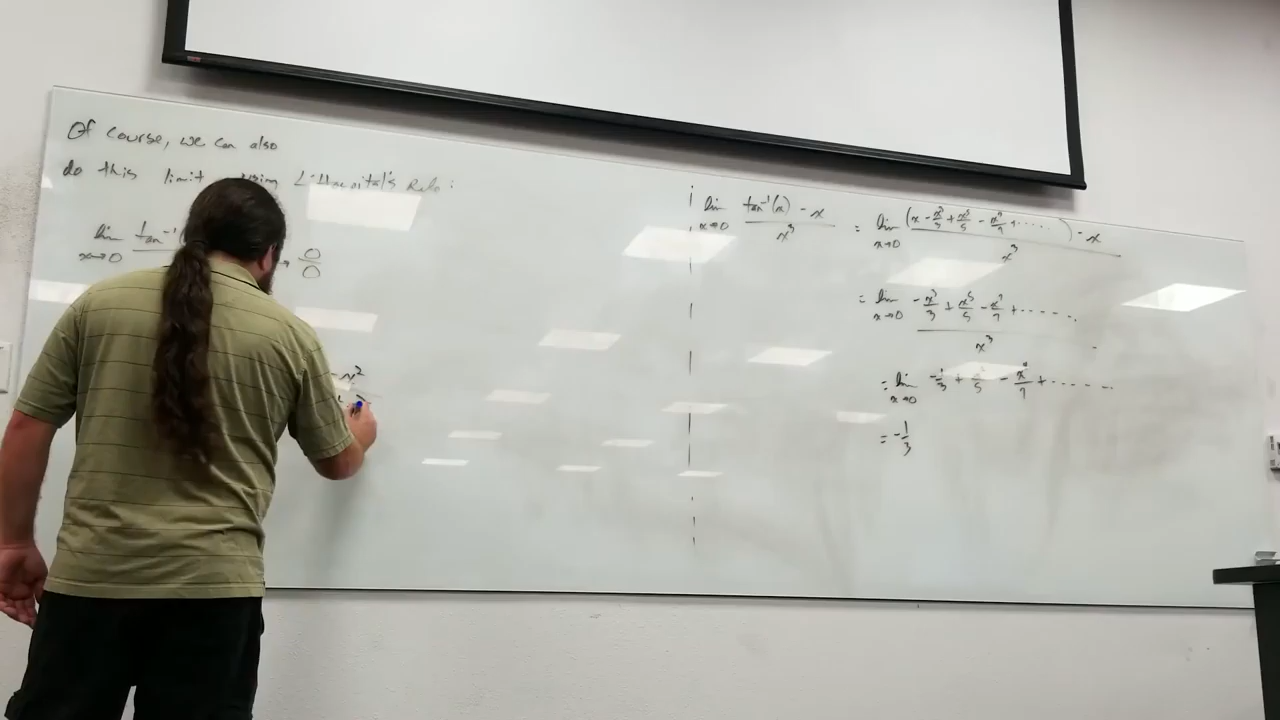 Of course, we can also
do this limit using L'Hospital's Rule:
lim x→0 tan⁻¹ → 0/0
-x²
lim x→0 (tan⁻¹(x) - x)/x³ = lim x→0 ((x - x³/3 + x⁵/5 - x⁷/7 + ......) - x)/x³
= lim x→0 (-x³/3 + x⁵/5 - x⁷/7 + ......)/x³
= lim x→0 -1/3 + x²/5 - x⁴/7 + ......
= -1/3